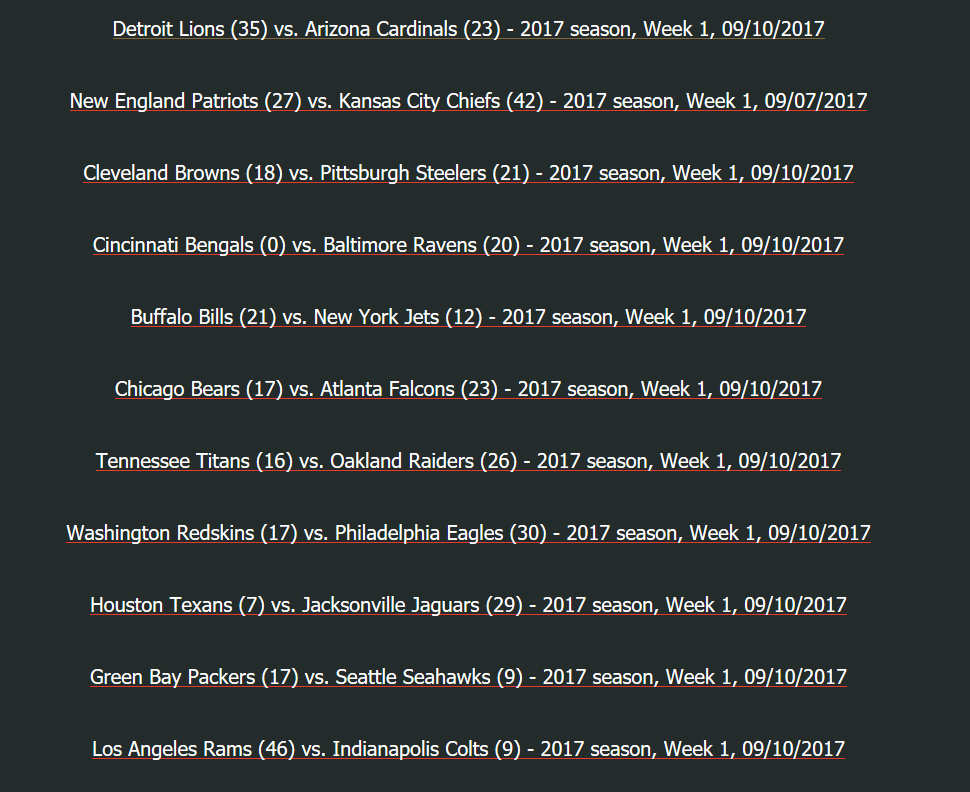 Detroit Lions (35) vs. Arizona Cardinals (23) - 2017 season, Week 1, 09/10/2017
New England Patriots (27) vs. Kansas City Chiefs (42) - 2017 season, Week 1, 09/07/2017
Cleveland Browns (18) vs. Pittsburgh Steelers (21) - 2017 season, Week 1, 09/10/2017
Cincinnati Bengals (0) vs. Baltimore Ravens (20) - 2017 season, Week 1, 09/10/2017
Buffalo Bills (21) vs. New York Jets (12) - 2017 season, Week 1, 09/10/2017
Chicago Bears (17) vs. Atlanta Falcons (23) - 2017 season, Week 1, 09/10/2017
Tennessee Titans (16) vs. Oakland Raiders (26) - 2017 season, Week 1, 09/10/2017
Washington Redskins (17) vs. Philadelphia Eagles (30) - 2017 season, Week 1, 09/10/2017
Houston Texans (7) vs. Jacksonville Jaguars (29) - 2017 season, Week 1, 09/10/2017
Green Bay Packers (17) vs. Seattle Seahawks (9) - 2017 season, Week 1, 09/10/2017
Los Angeles Rams (46) vs. Indianapolis Colts (9) - 2017 season, Week 1, 09/10/2017